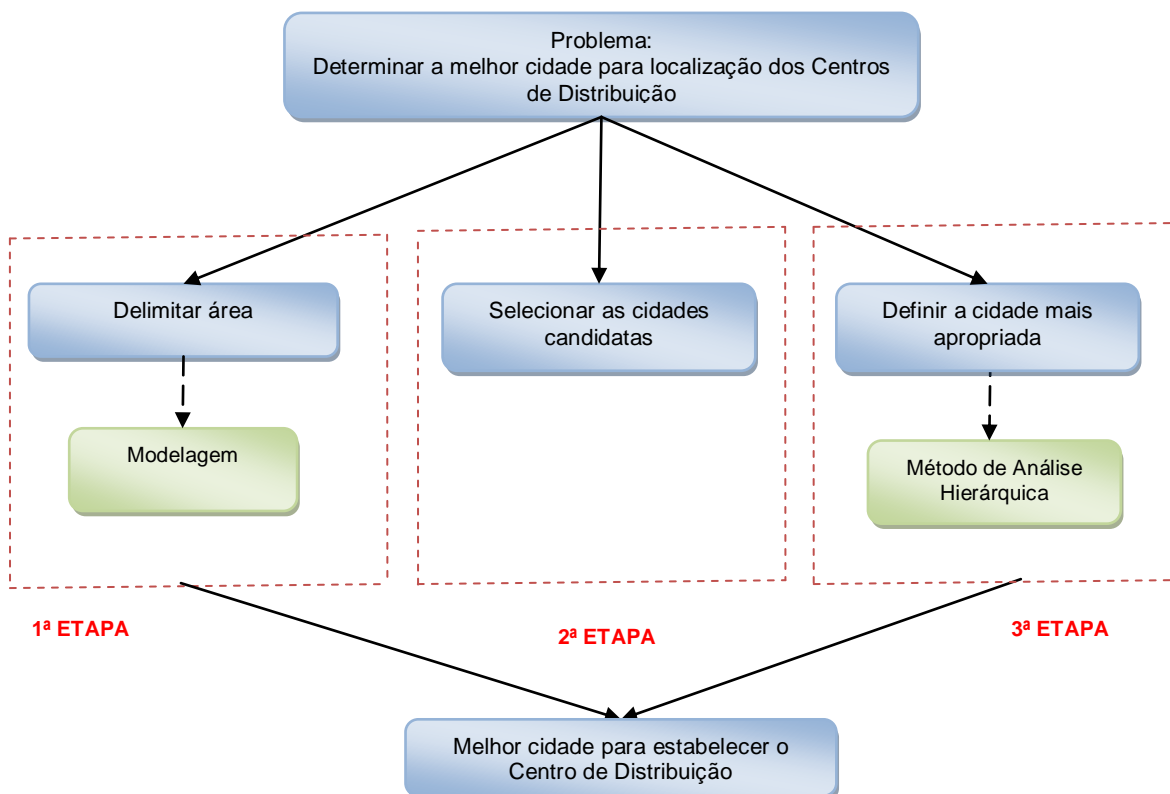 Problema:
Determinar a melhor cidade para localização dos Centros
de Distribuição
Delimitar área
Selecionar as cidades
candidatas
Definir a cidade mais
apropriada
Modelagem
Método de Análise
Hierárquica
1ª ETAPA
2ª ETAPA
3ª ETAPA
Melhor cidade para estabelecer o
Centro de Distribuição